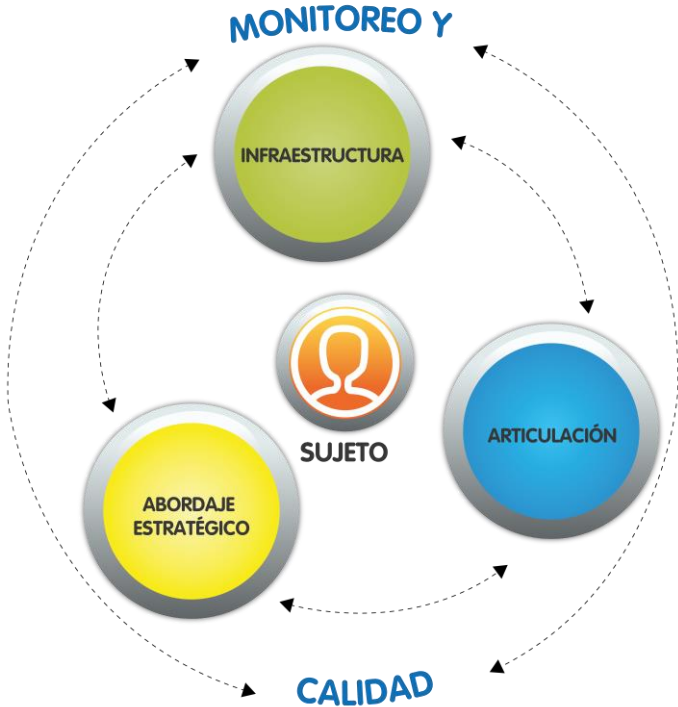 MONITOREO Y
INFRAESTRUCTURA
SUJETO
ARTICULACIÓN
ABORDAJE
ESTRATÉGICO
CALIDAD